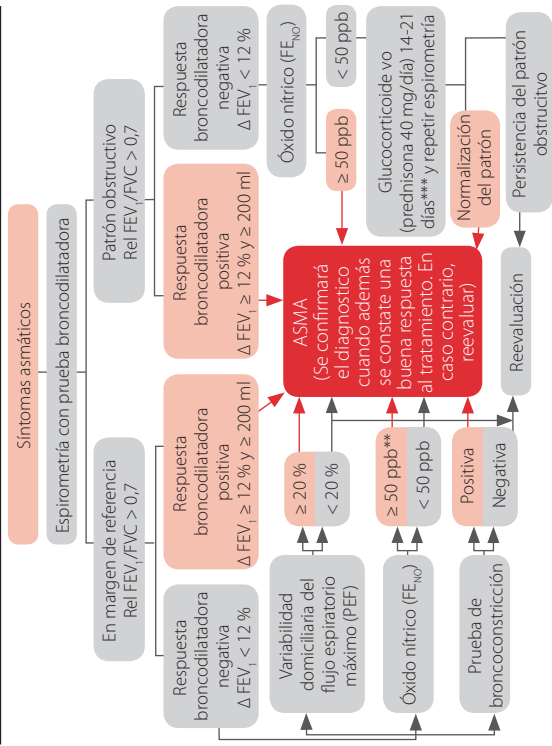 Síntomas asmáticos
Espirometría con prueba broncodilatadora
En margen de referencia
Rel FEV₁/FVC > 0,7
Patrón obstructivo
Rel FEV₁/FVC > 0,7
Respuesta
broncodilatadora
negativa
Δ FEV₁ < 12 %
Respuesta
broncodilatadora
positiva
Δ FEV₁ ≥ 12 % y ≥ 200 ml
Respuesta
broncodilatadora
positiva
Δ FEV₁ ≥ 12 % y ≥ 200 ml
Respuesta
broncodilatadora
negativa
Δ FEV₁ < 12 %
Variabilidad
domiciliaria del
flujo espiratorio
máximo (PEF)
≥ 20 %
< 20 %
Óxido nítrico (FE_NO)
≥ 50 ppb**
< 50 ppb
Prueba de
broncoconstricción
Positiva
Negativa
ASMA
(Se confirmará
el diagnostico
cuando además
se constate una
buena respuesta
al tratamiento. En
caso contrario,
reevaluar)
Óxido nítrico (FE_NO)
≥ 50 ppb
< 50 ppb
Glucocorticoide vo
(prednisona 40 mg/día) 14-21
días*** y repetir espirometría
Normalización
del patrón
Persistencia del patrón
obstrucitvo
Reevaluación